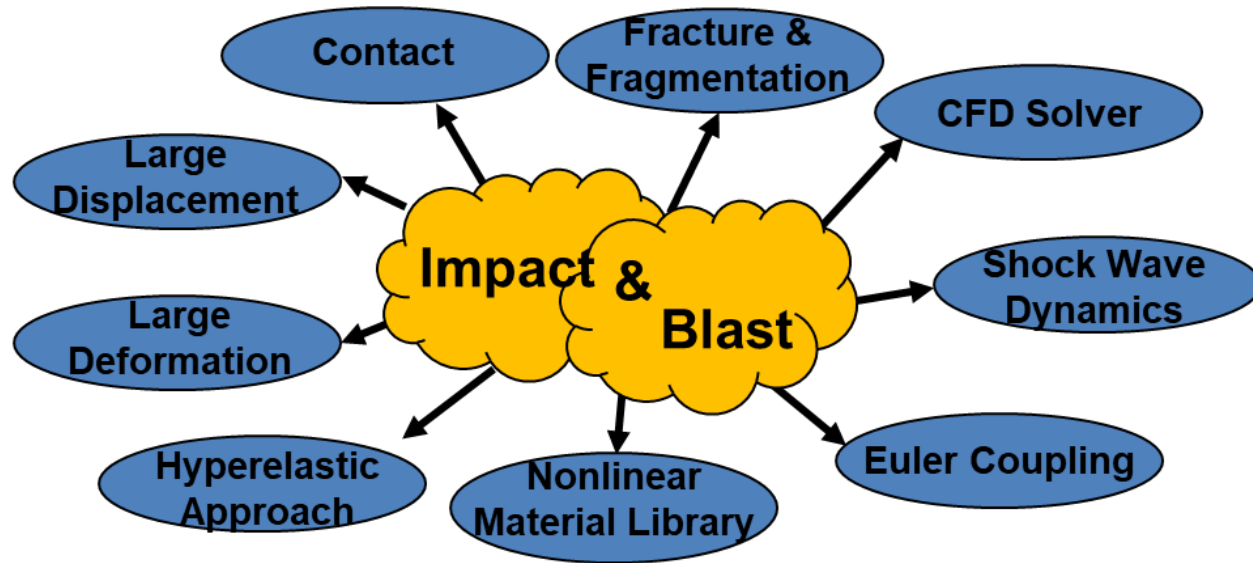 Contact
Fracture &
Fragmentation
CFD Solver
Large
Displacement
Impact &
Blast
Shock Wave
Dynamics
Large
Deformation
Hyperelastic
Approach
Nonlinear
Material Library
Euler Coupling